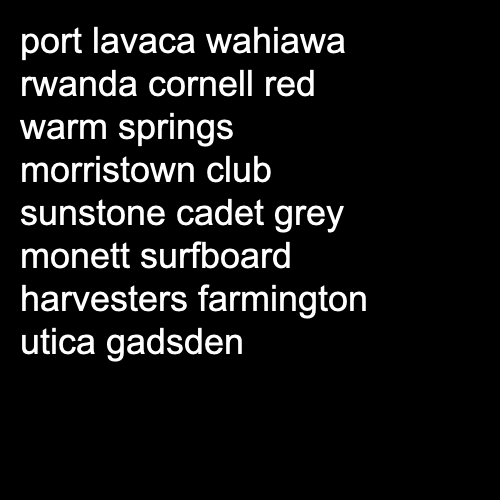 port lavaca wahiawa
rwanda cornell red
warm springs
morristown club
sunstone cadet grey
monett surfboard
harvesters farmington
utica gadsden